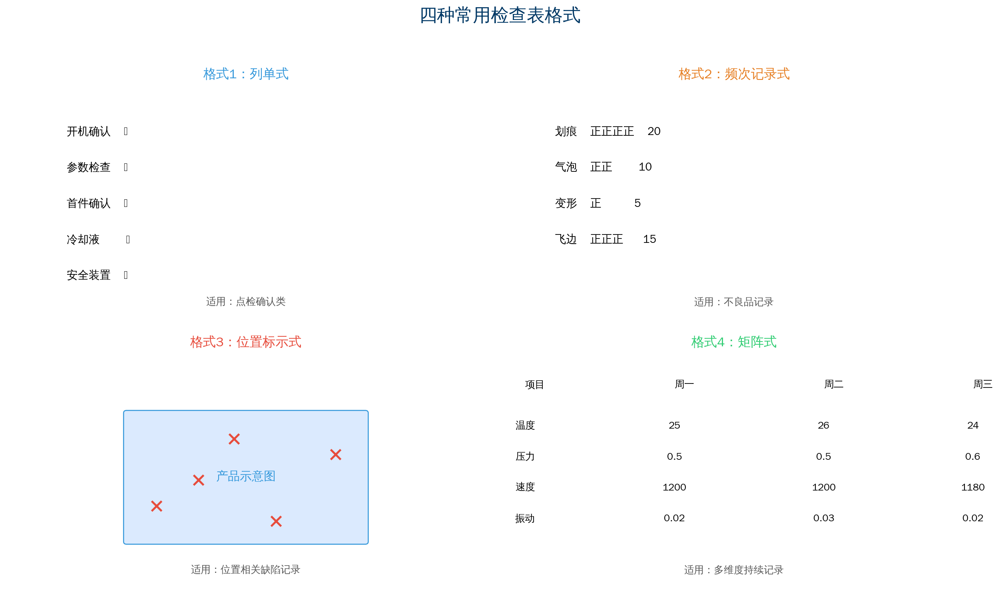 四种常用检查表格式
格式1：列单式
开机确认
参数检查
首件确认
冷却液
安全装置
适用：点检确认类
格式2：频次记录式
划痕 正正正正 20
气泡 正正 10
变形 正 5
飞边 正正正 15
适用：不良品记录
格式3：位置标示式
产品示意图
适用：位置相关缺陷记录
格式4：矩阵式
项目 周一 周二 周三
温度 25 26 24
压力 0.5 0.5 0.6
速度 1200 1200 1180
振动 0.02 0.03 0.02
适用：多维度持续记录